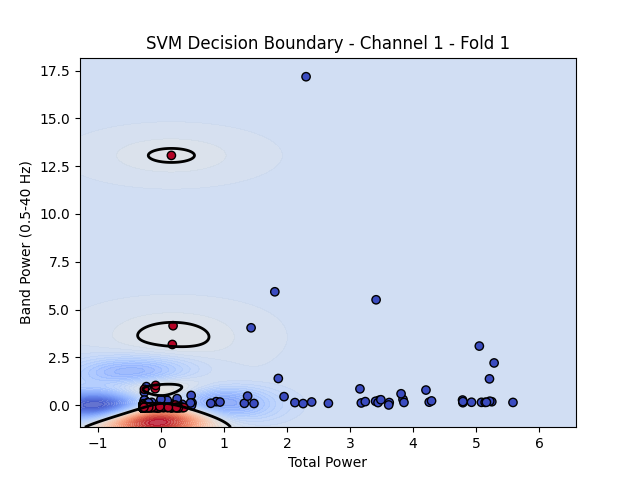 SVM Decision Boundary - Channel 1 - Fold 1
17.5
15.0
12.5
10.0
7.5
5.0
2.5
0.0
Band Power (0.5-40 Hz)
−1 0 1 2 3 4 5 6
Total Power